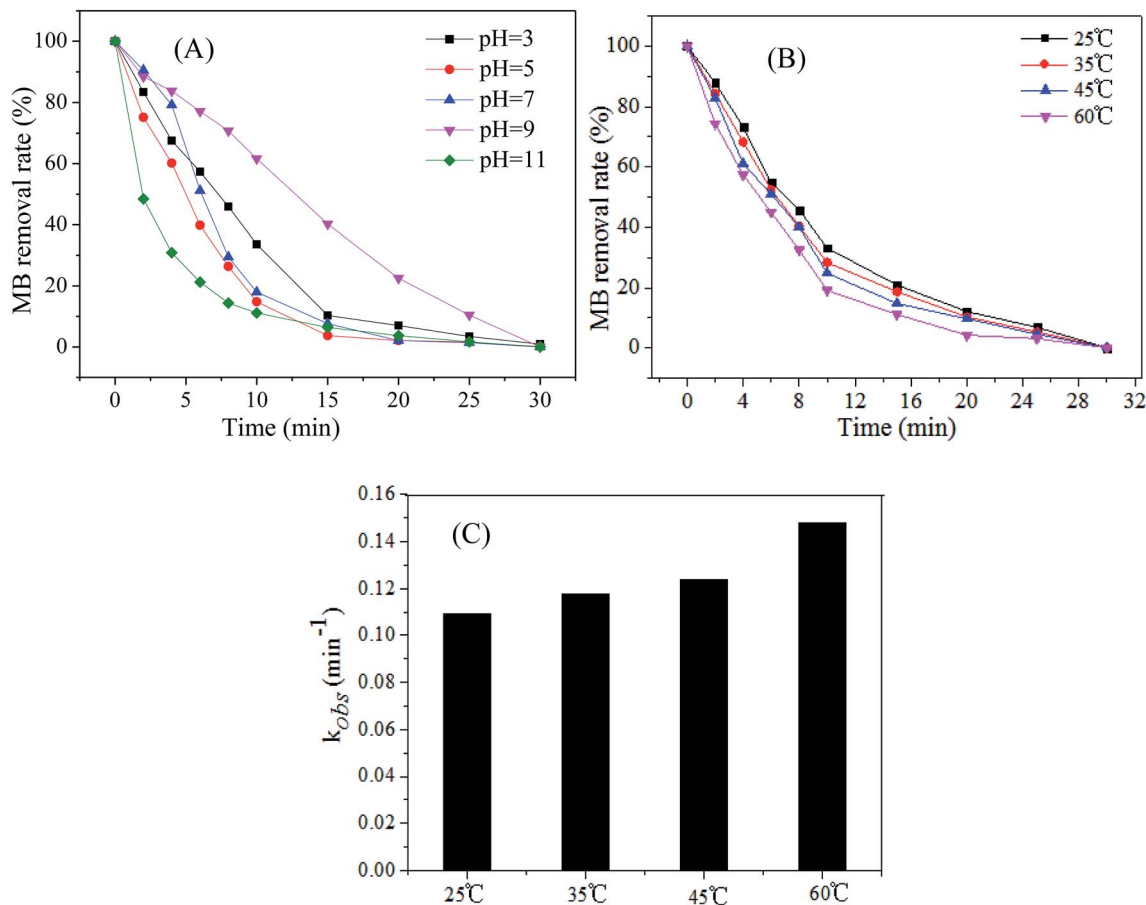 (A)
MB removal rate (%)
100
80
60
40
20
0
0 5 10 15 20 25 30
Time (min)
pH=3
pH=5
pH=7
pH=9
pH=11
(B)
MB removal rate (%)
100
80
60
40
20
0
0 4 8 12 16 20 24 28 32
Time (min)
25℃
35℃
45℃
60℃
(C)
kobs (min-1)
0.16
0.14
0.12
0.10
0.08
0.06
0.04
0.02
0.00
25℃ 35℃ 45℃ 60℃